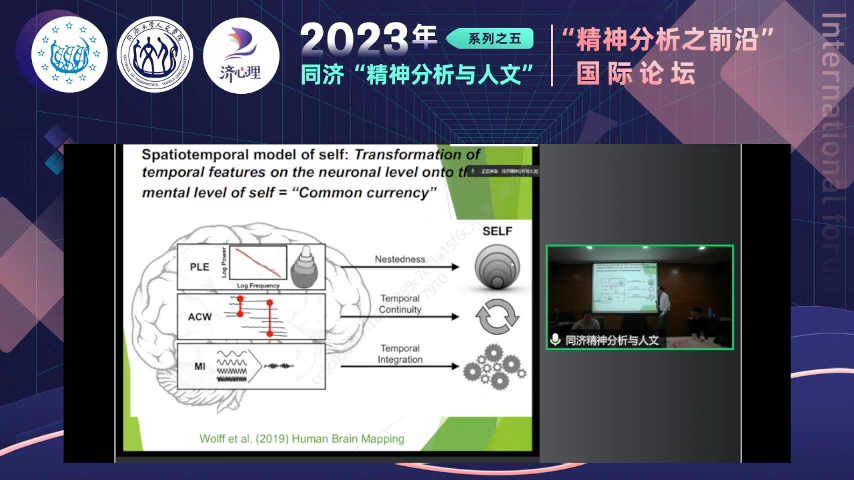 2023年
系列之五
同济“精神分析与人文”
“精神分析之前沿”
国际论坛
济心理
International forum
Spatiotemporal model of self: Transformation of
temporal features on the neuronal level onto th
mental level of self = “Common currency”
SELF
PLE
Log Power
Log Frequency
Nestedness
ACW
Temporal
Continuity
MI
Temporal
Integration
Wolff et al. (2019) Human Brain Mapping
同济精神分析与人文